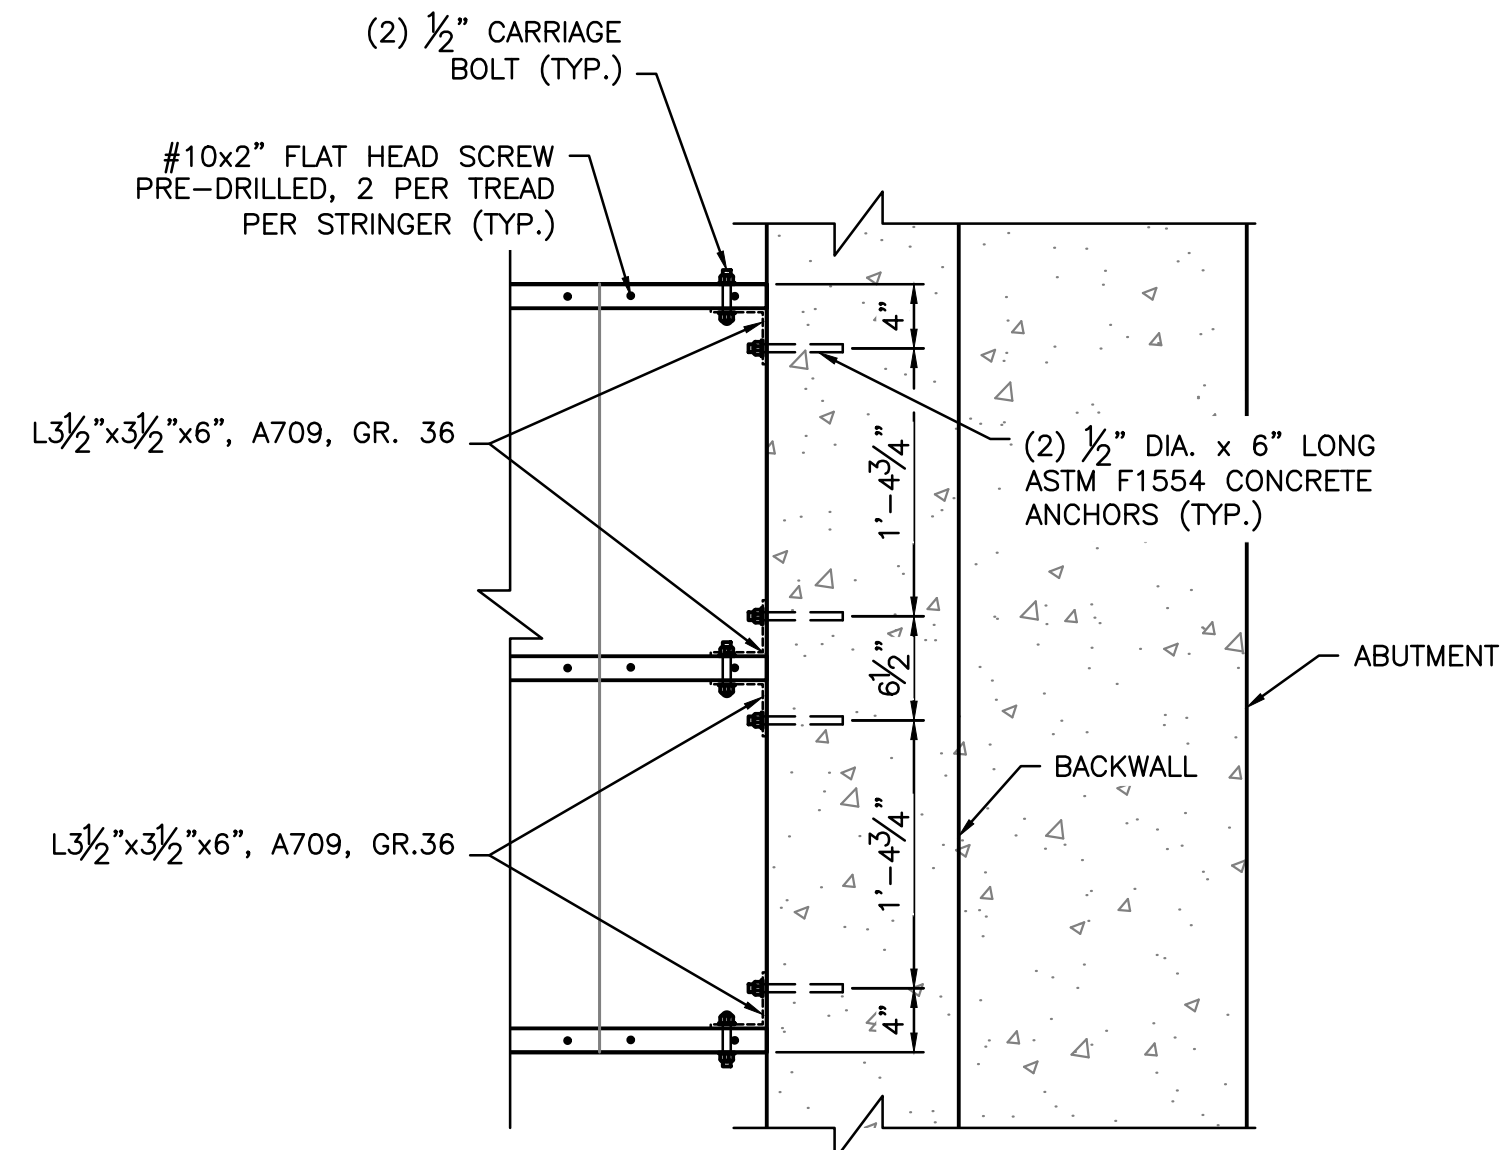 (2) ½" CARRIAGE
BOLT (TYP.)
#10x2" FLAT HEAD SCREW
PRE-DRILLED, 2 PER TREAD
PER STRINGER (TYP.)
4"
L3½"x3½"x6", A709, GR. 36
1'-4¾"
(2) ½" DIA. x 6" LONG
ASTM F1554 CONCRETE
ANCHORS (TYP.)
6½"
ABUTMENT
BACKWALL
L3½"x3½"x6", A709, GR.36
1'-4¾"
4"